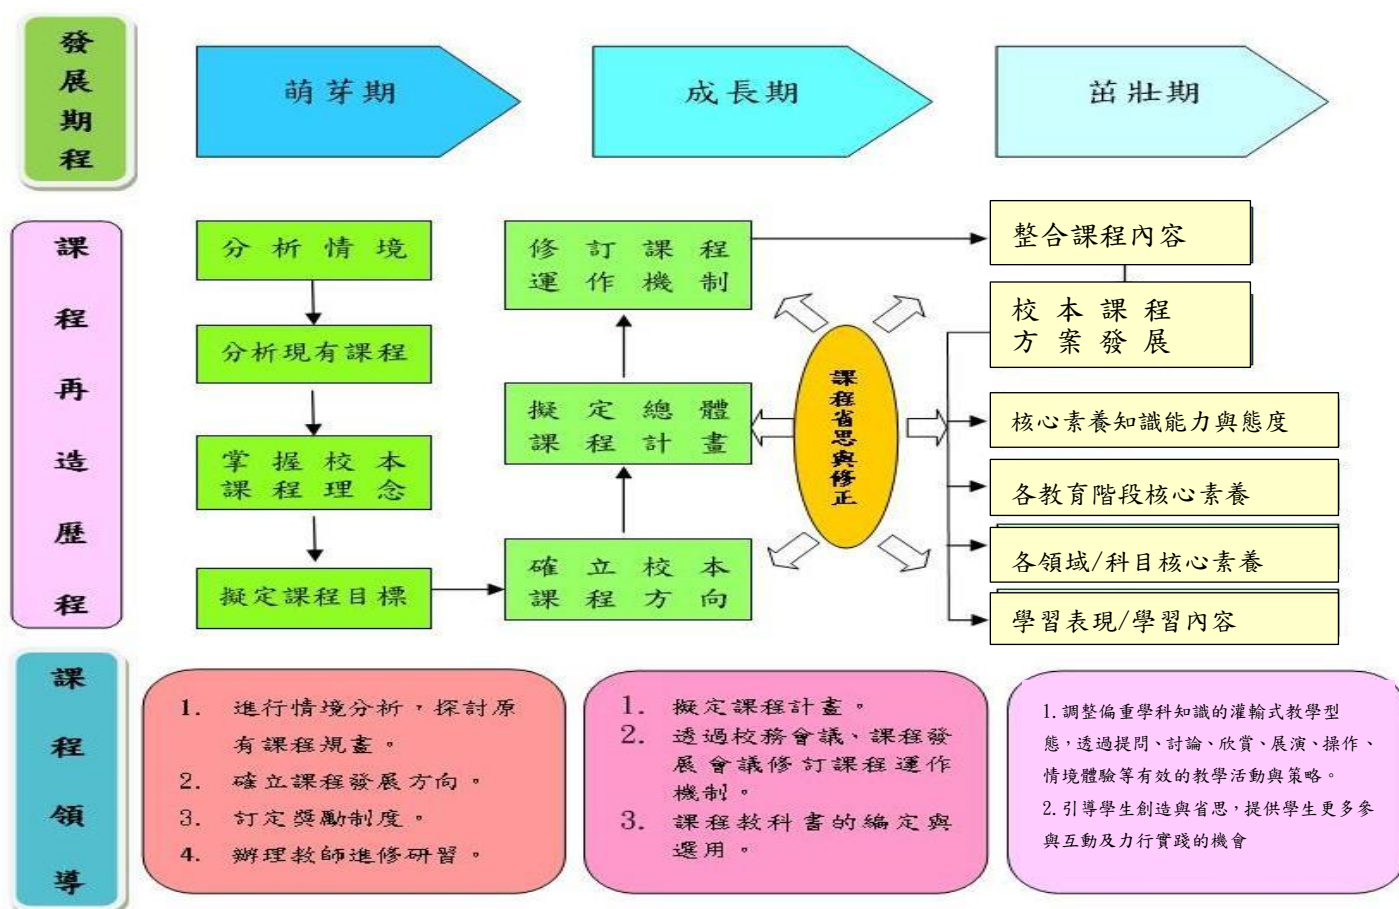 發展期程
萌芽期
成長期
茁壯期
課程再造歷程
分析情境
分析現有課程
掌握校本
課程理念
擬定課程目標
修訂課程
運作機制
擬定總體
課程計畫
確立校本
課程方向
課程省思與修正
整合課程內容
校本課程
方案發展
核心素養知識能力與態度
各教育階段核心素養
各領域/科目核心素養
學習表現/學習內容
課程領導
1. 進行情境分析，探討原
有課程規畫。
2. 確立課程發展方向。
3. 訂定獎勵制度。
4. 辦理教師進修研習。
1. 擬定課程計畫。
2. 透過校務會議、課程發
展會議修訂課程運作
機制。
3. 課程教科書的編定與
選用。
1. 調整偏重學科知識的灌輸式教學型
態，透過提問、討論、欣賞、展演、操作、
情境體驗等有效的教學活動與策略。
2. 引導學生創造與省思，提供學生更多參
與互動及力行實踐的機會